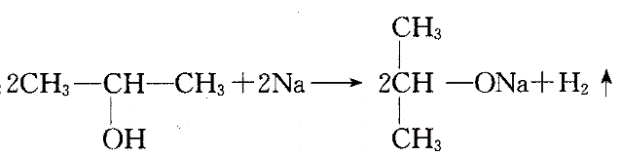 CH₃
2CH₃—CH—CH₃+2Na⟶ 2CH —ONa+H₂ ↑
OH
CH₃